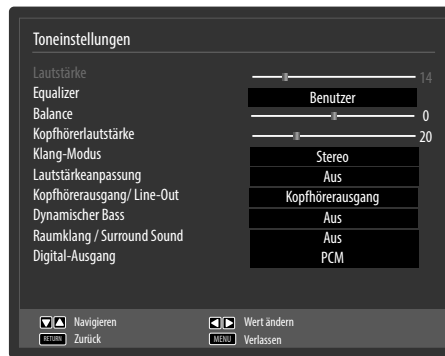 Toneinstellungen
Lautstärke 14
Equalizer Benutzer
Balance 0
Kopfhörerlautstärke 20
Klang-Modus Stereo
Lautstärkeanpassung Aus
Kopfhörerausgang/ Line-Out Kopfhörerausgang
Dynamischer Bass Aus
Raumklang / Surround Sound Aus
Digital-Ausgang PCM
Navigieren Wert ändern
RETURN Zurück MENU Verlassen